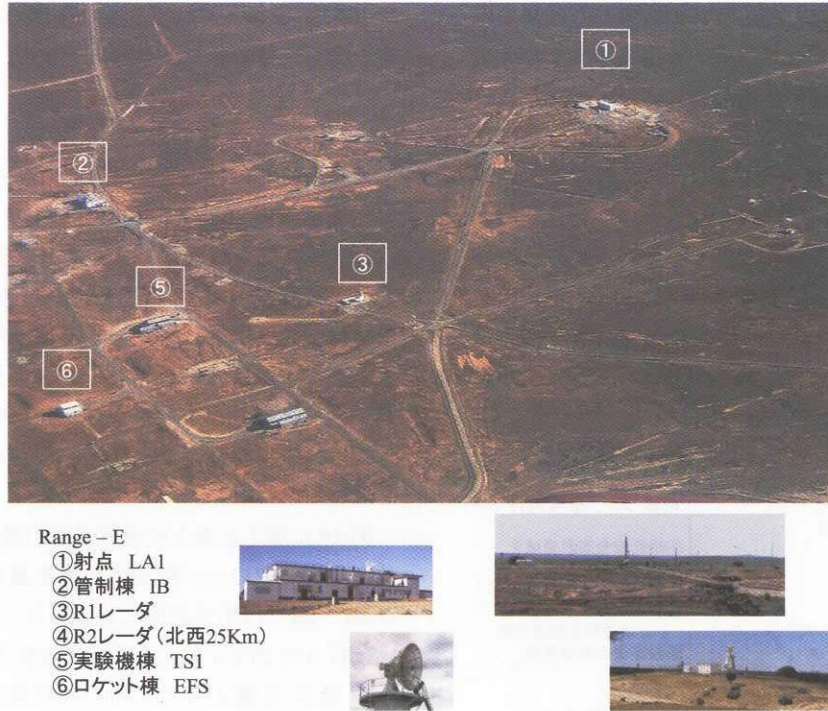 ①
②
③
⑤
⑥
Range – E
①射点 LA1
②管制棟 IB
③R1レーダ
④R2レーダ(北西25Km)
⑤実験機棟 TS1
⑥ロケット棟 EFS